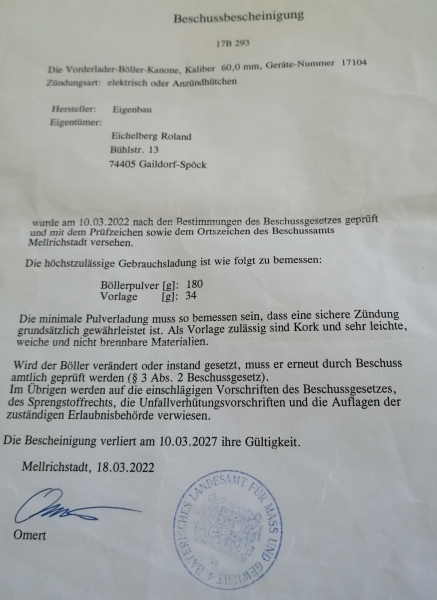 Beschussbescheinigung
17B 293
Die Vorderlader-Böller-Kanone, Kaliber 60,0 mm, Geräte-Nummer 17104
Zündungsart: elektrisch oder Anzündhütchen
Hersteller: Eigenbau
Eigentümer:
Eichelberg Roland
Bühlstr. 13
74405 Gaildorf-Spöck
wurde am 10.03.2022 nach den Bestimmungen des Beschussgesetzes geprüft
und mit dem Prüfzeichen sowie dem Ortszeichen des Beschussamts
Mellrichstadt versehen.
Die höchstzulässige Gebrauchsladung ist wie folgt zu bemessen:
Böllerpulver [g]: 180
Vorlage [g]: 34
Die minimale Pulverladung muss so bemessen sein, dass eine sichere Zündung
grundsätzlich gewährleistet ist. Als Vorlage zulässig sind Kork und sehr leichte,
weiche und nicht brennbare Materialien.
Wird der Böller verändert oder instand gesetzt, muss er erneut durch Beschuss
amtlich geprüft werden (§ 3 Abs. 2 Beschussgesetz).
Im Übrigen werden auf die einschlägigen Vorschriften des Beschussgesetzes,
des Sprengstoffrechts, die Unfallverhütungsvorschriften und die Auflagen der
zuständigen Erlaubnisbehörde verwiesen.
Die Bescheinigung verliert am 10.03.2027 ihre Gültigkeit.
Mellrichstadt, 18.03.2022
Omert
BAYERISCHES LANDESAMT FÜR MASS UND GEWICHT